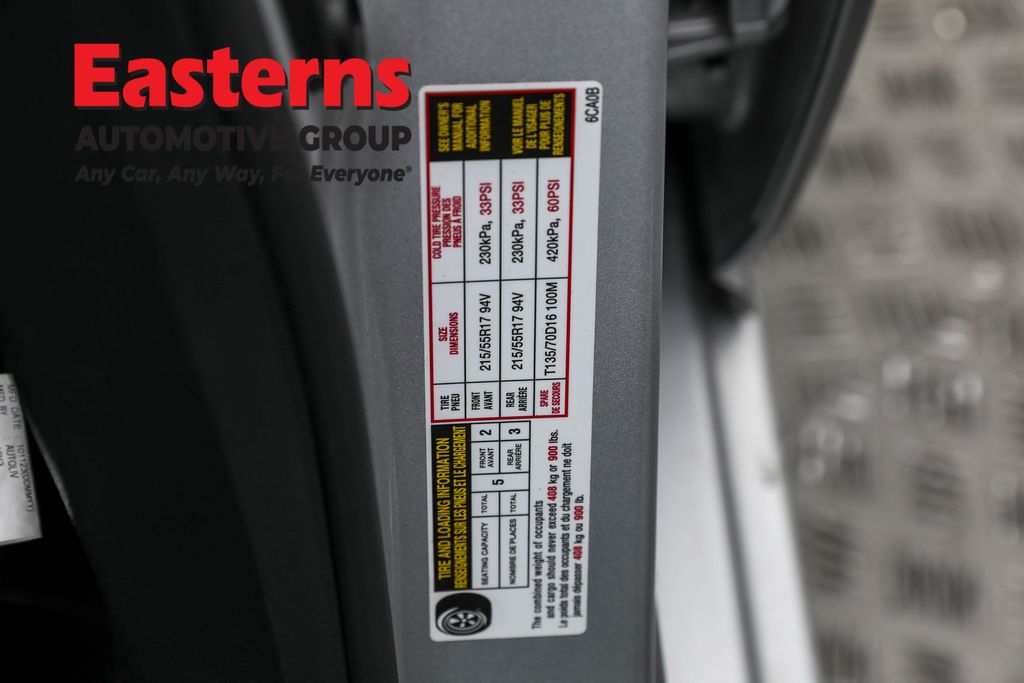 Easterns
AUTOMOTIVE GROUP
Any Car, Any Way, For Everyone®
TIRE AND LOADING INFORMATION
RENSEIGNEMENTS SUR LES PNEUS ET LE CHARGEMENT
SEATING CAPACITY TOTAL 5 FRONT AVANT 2 REAR ARRIÈRE 3
NOMBRE DE PLACES TOTAL
The combined weight of occupants
and cargo should never exceed 408 kg or 900 lbs.
Le poids total des occupants et du chargement ne doit
jamais dépasser 408 kg ou 900 lb.
TIRE PNEU SIZE DIMENSIONS COLD TIRE PRESSURE PRESSION DES PNEUS À FROID
FRONT AVANT 215/55R17 94V 230kPa, 33PSI
REAR ARRIÈRE 215/55R17 94V 230kPa, 33PSI
SPARE DE SECOURS T135/70D16 100M 420kPa, 60PSI
SEE OWNER'S
MANUAL FOR
ADDITIONAL
INFORMATION
VOIR LE MANUEL
DE L'USAGER
POUR PLUS DE
RENSEIGNEMENTS
6CA0B
AUTOLIV